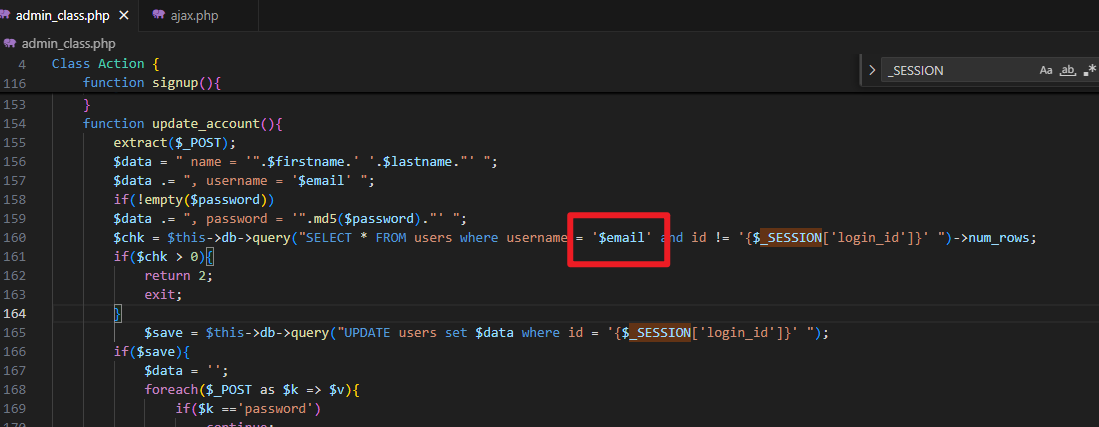 admin_class.php × ajax.php
admin_class.php
_SESSION Aa ab .*
4 Class Action {
116 function signup(){
153 }
154 function update_account(){
155 extract($_POST);
156 $data = " name = '".$firstname.' '.$lastname."' ";
157 $data .= ", username = '$email' ";
158 if(!empty($password))
159 $data .= ", password = '".md5($password)."' ";
160 $chk = $this->db->query("SELECT * FROM users where username = '$email' and id != '{$_SESSION['login_id']}' ")->num_rows;
161 if($chk > 0){
162 return 2;
163 exit;
164 }
165 $save = $this->db->query("UPDATE users set $data where id = '{$_SESSION['login_id']}' ");
166 if($save){
167 $data = '';
168 foreach($_POST as $k => $v){
169 if($k =='password')
170 continue;